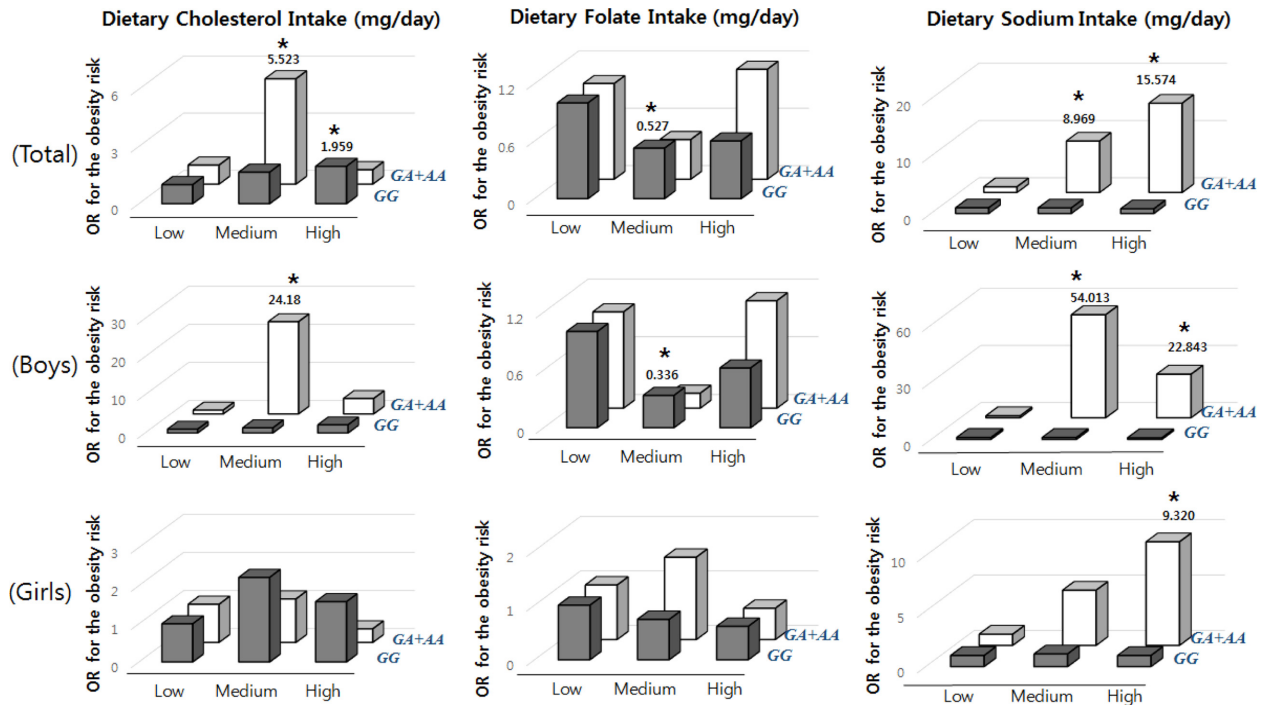 Dietary Cholesterol Intake (mg/day)
Dietary Folate Intake (mg/day)
Dietary Sodium Intake (mg/day)
(Total)
OR for the obesity risk
6
3
0
*
5.523
*
1.959
GA+AA
GG
Low Medium High
OR for the obesity risk
1.2
0.6
0
*
0.527
GA+AA
GG
Low Medium High
OR for the obesity risk
20
10
0
*
8.969
*
15.574
GA+AA
GG
Low Medium High
(Boys)
OR for the obesity risk
30
20
10
0
*
24.18
GA+AA
GG
Low Medium High
OR for the obesity risk
1.2
0.6
0
*
0.336
GA+AA
GG
Low Medium High
OR for the obesity risk
60
30
0
*
54.013
*
22.843
GA+AA
GG
Low Medium High
(Girls)
OR for the obesity risk
3
2
1
0
GA+AA
GG
Low Medium High
OR for the obesity risk
2
1
0
GA+AA
GG
Low Medium High
OR for the obesity risk
10
5
0
*
9.320
GA+AA
GG
Low Medium High